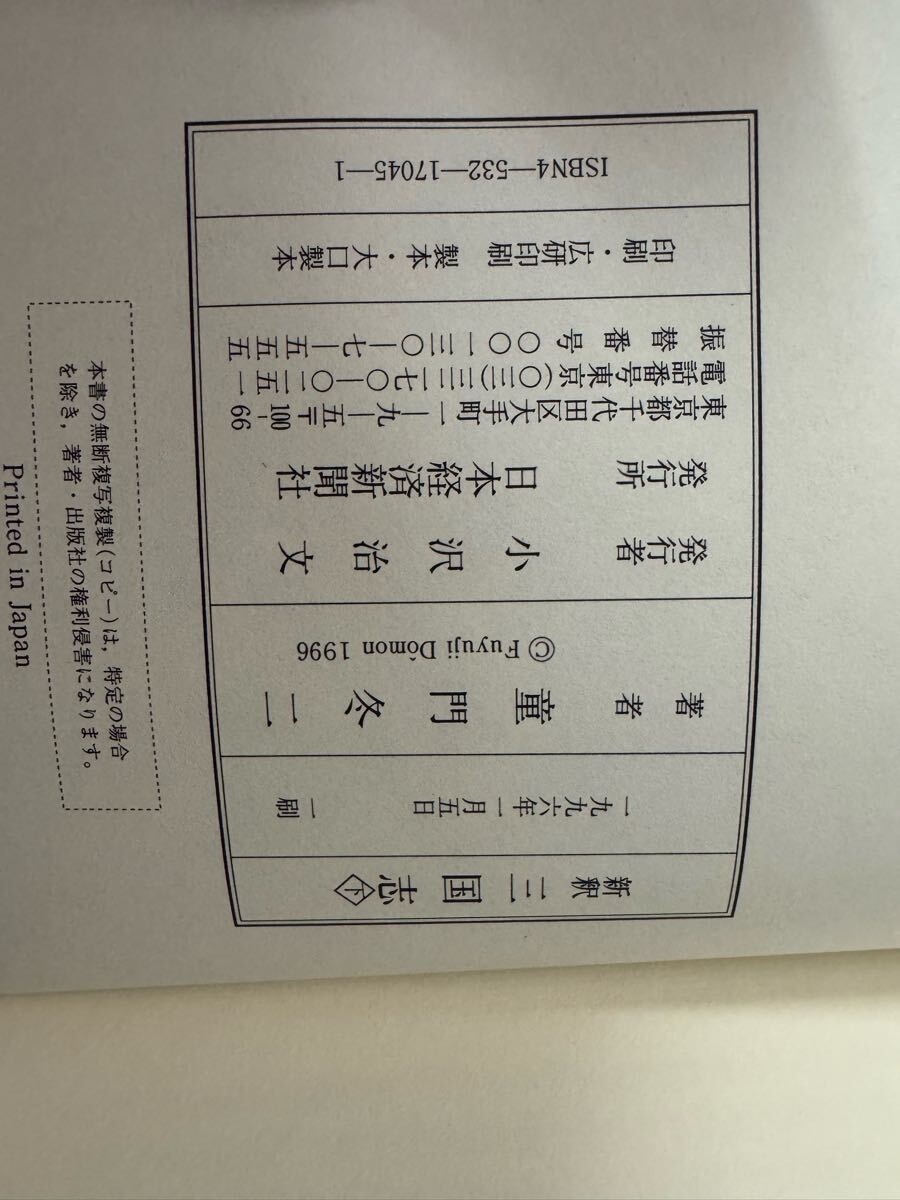 新釈 三国志 下
一九九六年一月五日 一刷
著者 童門冬二
©Fuyuji Dōmon 1996
発行者 小沢治文
発行所 日本経済新聞社
東京都千代田区大手町一―九―五 〒100-66
電話番号東京(〇三)三二七〇―〇二五一
振替番号 〇〇一三〇―七―五五五
印刷・広研印刷 製本・大口製本
ISBN4―532―17045―1
本書の無断複写複製(コピー)は,特定の場合
を除き,著者・出版社の権利侵害になります。
Printed in Japan